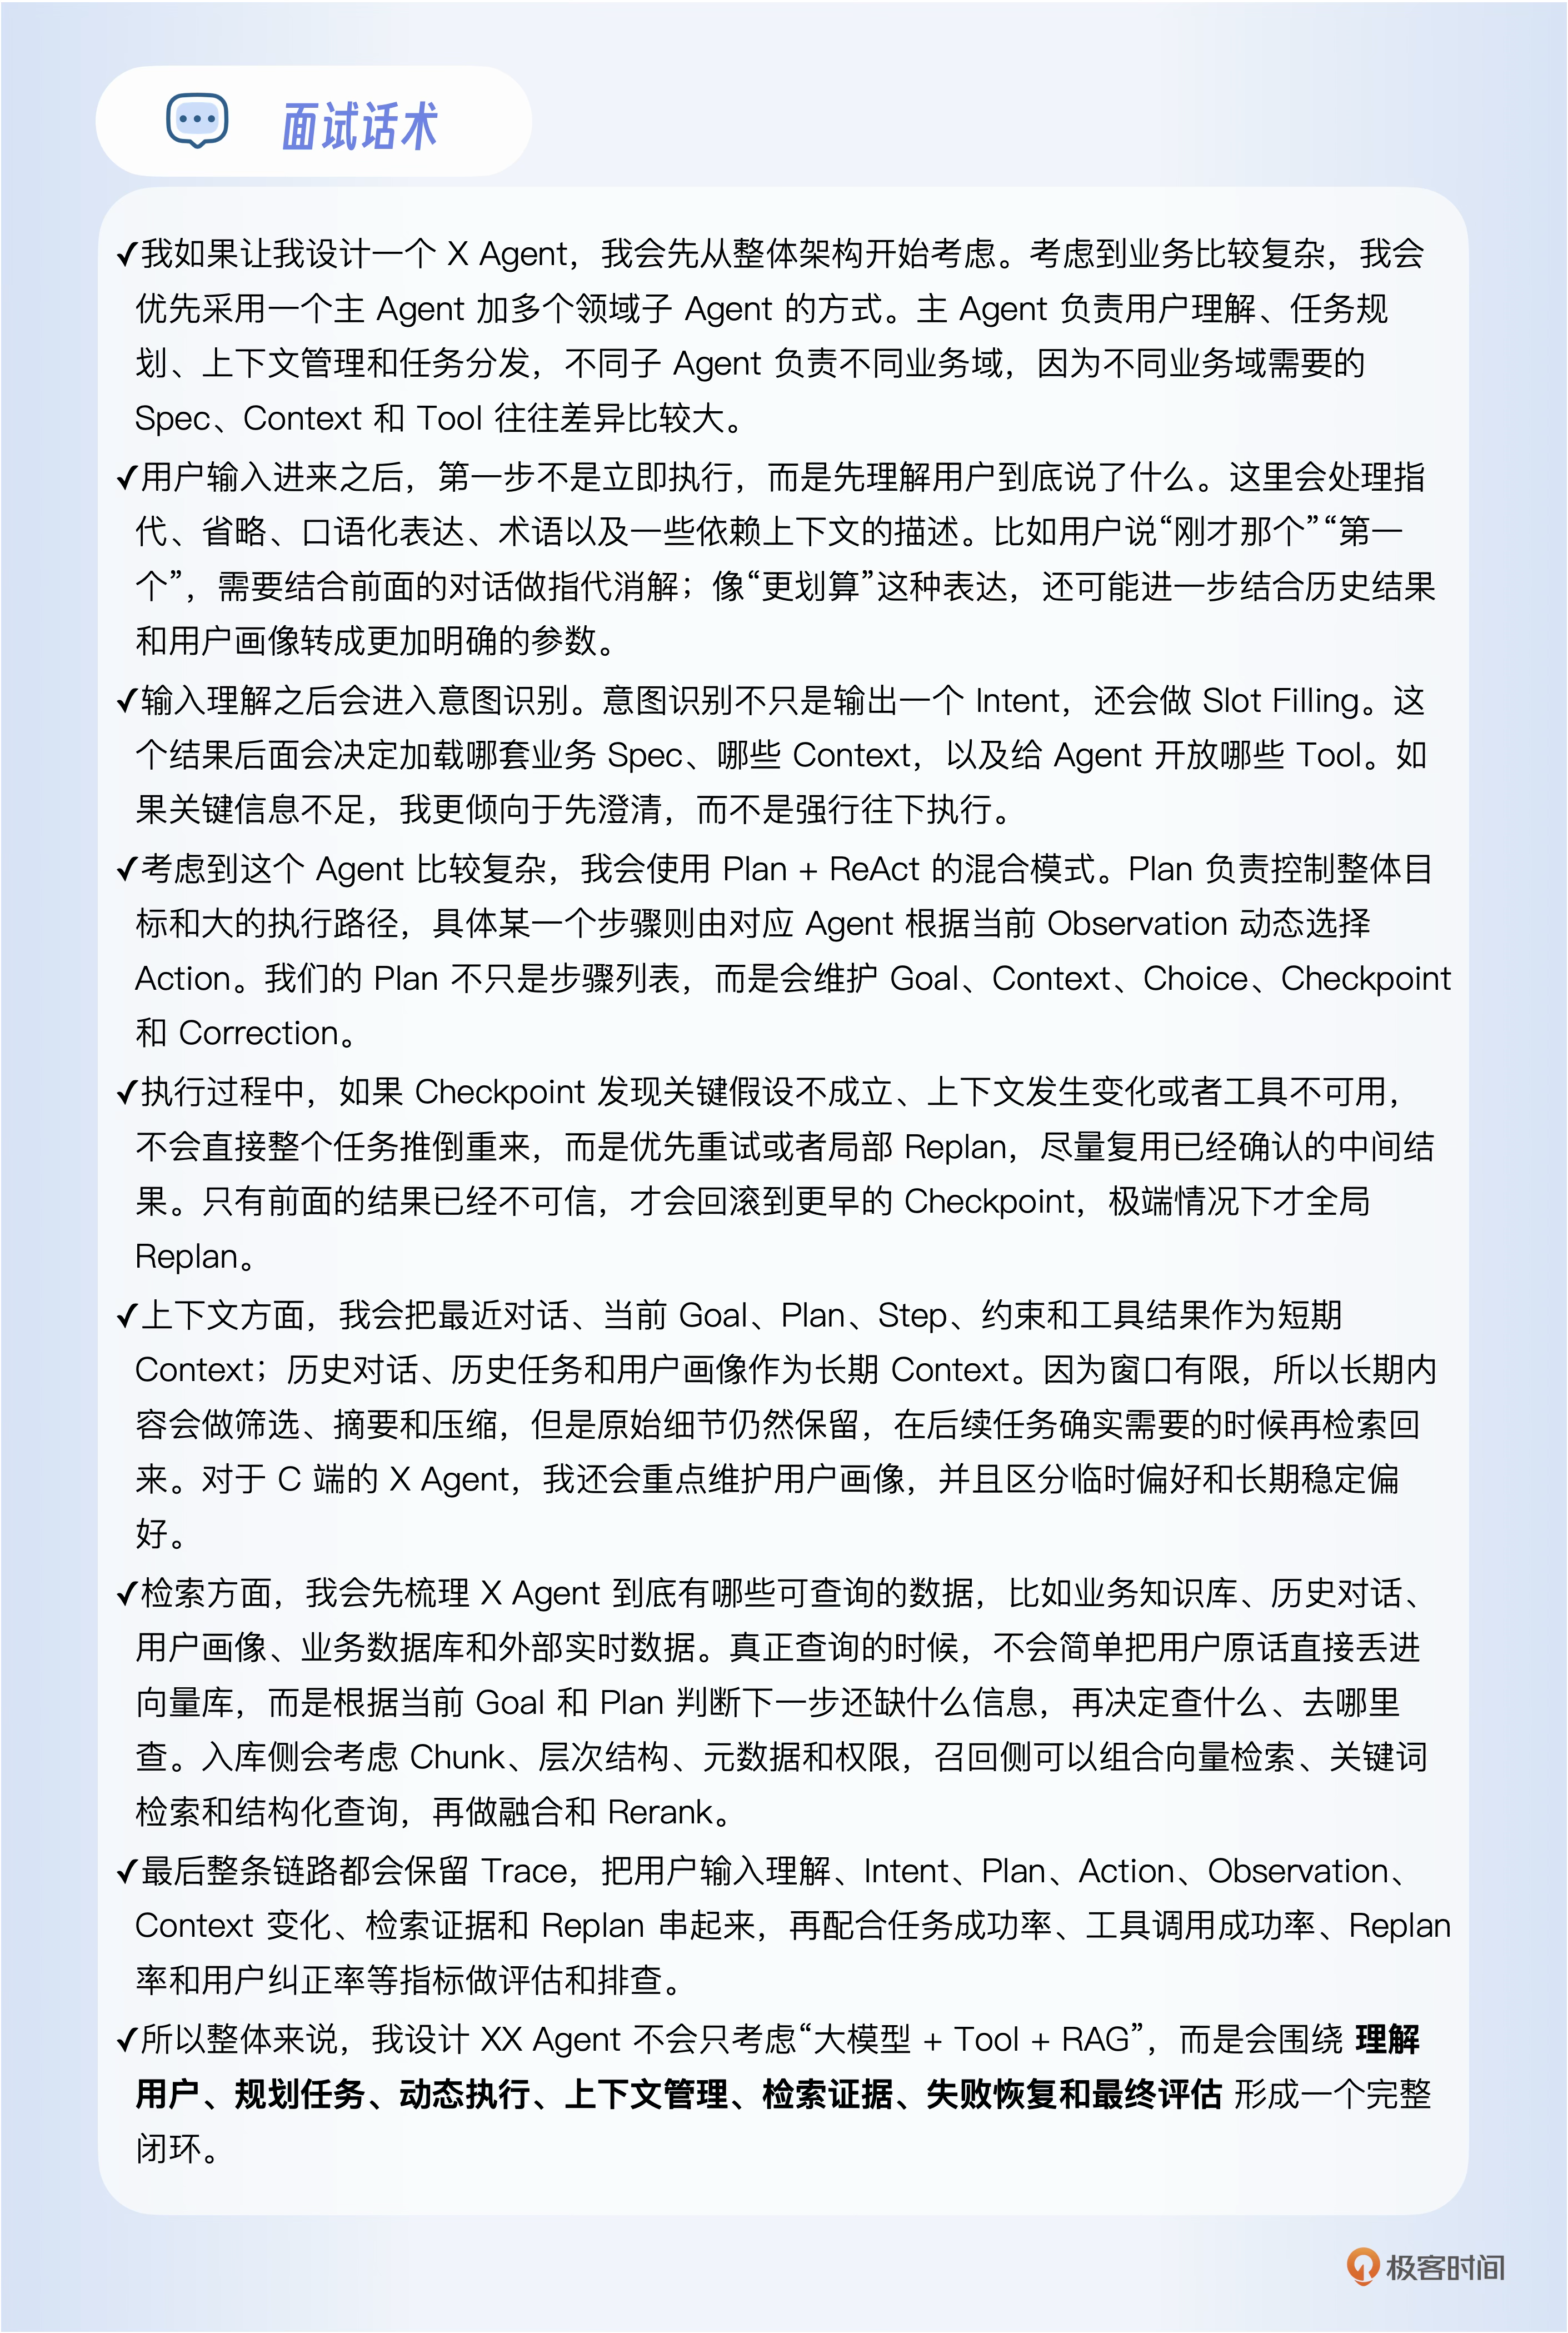 面试话术
✓我如果让我设计一个 X Agent，我会先从整体架构开始考虑。考虑到业务比较复杂，我会
优先采用一个主 Agent 加多个领域子 Agent 的方式。主 Agent 负责用户理解、任务规
划、上下文管理和任务分发，不同子 Agent 负责不同业务域，因为不同业务域需要的
Spec、Context 和 Tool 往往差异比较大。
✓用户输入进来之后，第一步不是立即执行，而是先理解用户到底说了什么。这里会处理指
代、省略、口语化表达、术语以及一些依赖上下文的描述。比如用户说“刚才那个”“第一
个”，需要结合前面的对话做指代消解；像“更划算”这种表达，还可能进一步结合历史结果
和用户画像转成更加明确的参数。
✓输入理解之后会进入意图识别。意图识别不只是输出一个 Intent，还会做 Slot Filling。这
个结果后面会决定加载哪套业务 Spec、哪些 Context，以及给 Agent 开放哪些 Tool。如
果关键信息不足，我更倾向于先澄清，而不是强行往下执行。
✓考虑到这个 Agent 比较复杂，我会使用 Plan + ReAct 的混合模式。Plan 负责控制整体目
标和大的执行路径，具体某一个步骤则由对应 Agent 根据当前 Observation 动态选择
Action。我们的 Plan 不只是步骤列表，而是会维护 Goal、Context、Choice、Checkpoint
和 Correction。
✓执行过程中，如果 Checkpoint 发现关键假设不成立、上下文发生变化或者工具不可用，
不会直接整个任务推倒重来，而是优先重试或者局部 Replan，尽量复用已经确认的中间结
果。只有前面的结果已经不可信，才会回滚到更早的 Checkpoint，极端情况下才全局
Replan。
✓上下文方面，我会把最近对话、当前 Goal、Plan、Step、约束和工具结果作为短期
Context；历史对话、历史任务和用户画像作为长期 Context。因为窗口有限，所以长期内
容会做筛选、摘要和压缩，但是原始细节仍然保留，在后续任务确实需要的时候再检索回
来。对于 C 端的 X Agent，我还会重点维护用户画像，并且区分临时偏好和长期稳定偏
好。
✓检索方面，我会先梳理 X Agent 到底有哪些可查询的数据，比如业务知识库、历史对话、
用户画像、业务数据库和外部实时数据。真正查询的时候，不会简单把用户原话直接丢进
向量库，而是根据当前 Goal 和 Plan 判断下一步还缺什么信息，再决定查什么、去哪里
查。入库侧会考虑 Chunk、层次结构、元数据和权限，召回侧可以组合向量检索、关键词
检索和结构化查询，再做融合和 Rerank。
✓最后整条链路都会保留 Trace，把用户输入理解、Intent、Plan、Action、Observation、
Context 变化、检索证据和 Replan 串起来，再配合任务成功率、工具调用成功率、Replan
率和用户纠正率等指标做评估和排查。
✓所以整体来说，我设计 XX Agent 不会只考虑“大模型 + Tool + RAG”，而是会围绕 理解
用户、规划任务、动态执行、上下文管理、检索证据、失败恢复和最终评估 形成一个完整
闭环。
极客时间